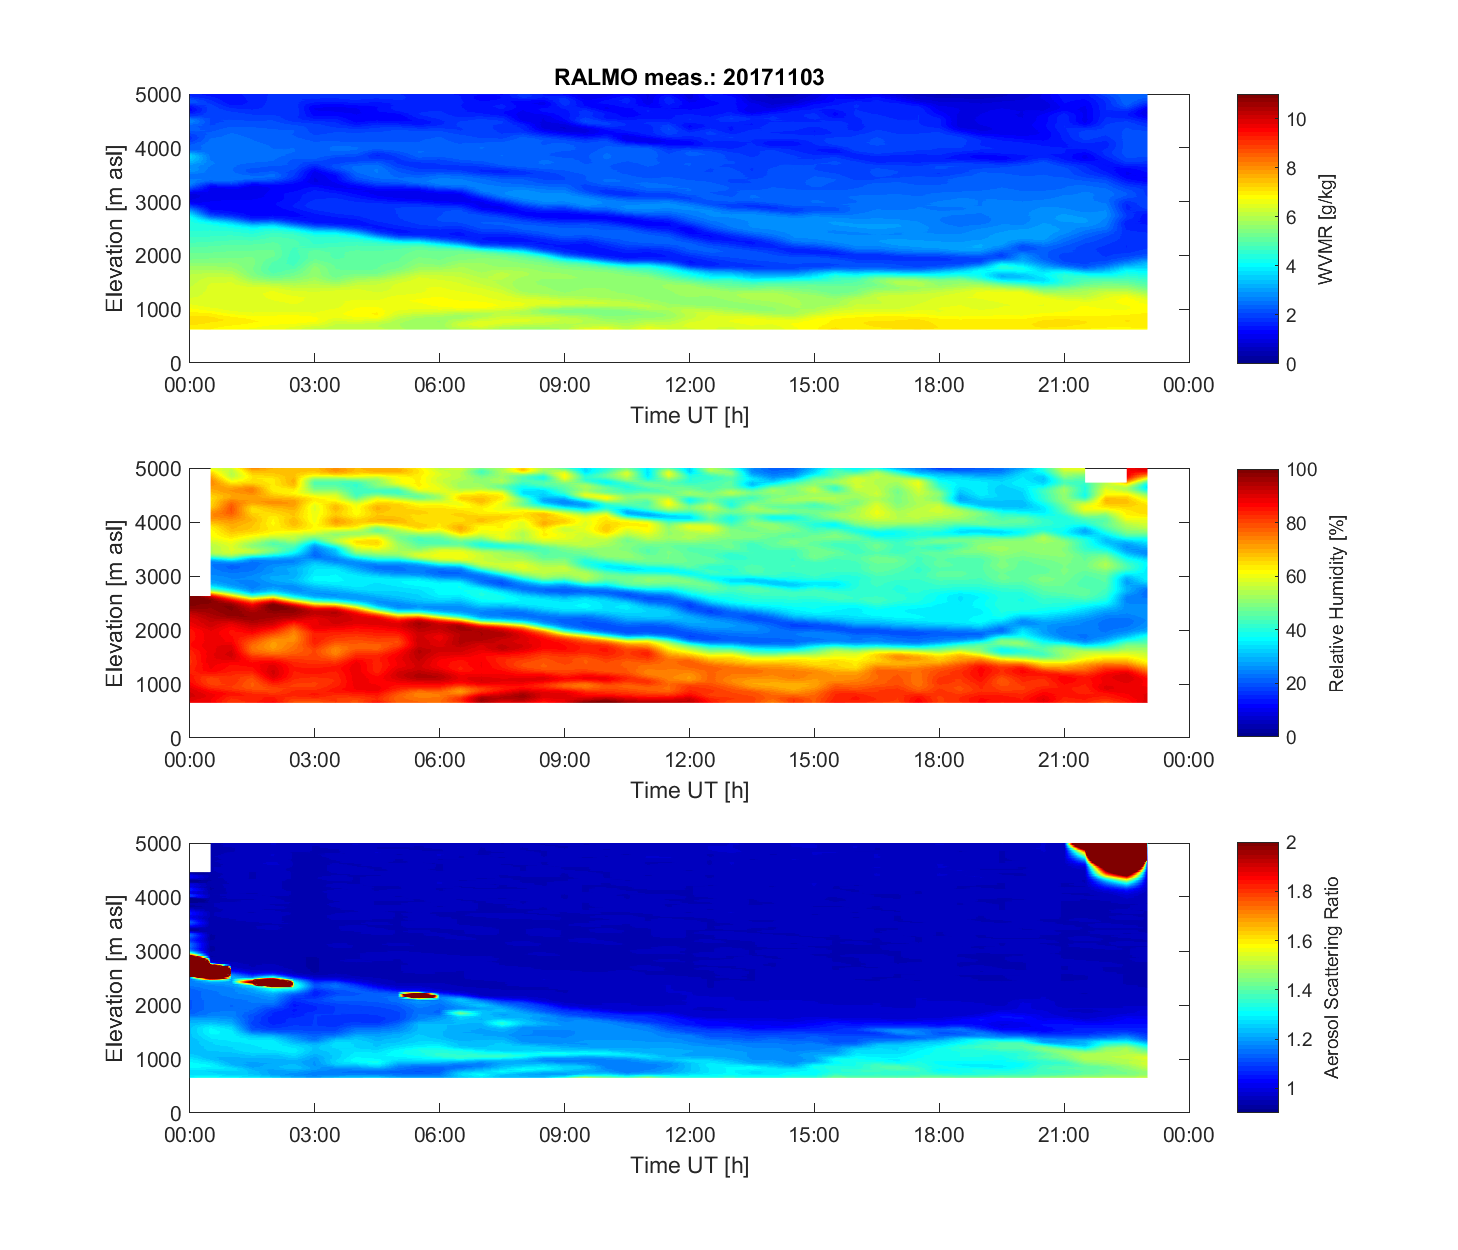 RALMO meas.: 20171103
5000
4000
3000
2000
1000
0
Elevation [m asl]
00:00 03:00 06:00 09:00 12:00 15:00 18:00 21:00 00:00
Time UT [h]
10
8
6
4
2
0
WVMR [g/kg]
5000
4000
3000
2000
1000
0
Elevation [m asl]
00:00 03:00 06:00 09:00 12:00 15:00 18:00 21:00 00:00
Time UT [h]
100
80
60
40
20
0
Relative Humidity [%]
5000
4000
3000
2000
1000
0
Elevation [m asl]
00:00 03:00 06:00 09:00 12:00 15:00 18:00 21:00 00:00
Time UT [h]
2
1.8
1.6
1.4
1.2
1
Aerosol Scattering Ratio